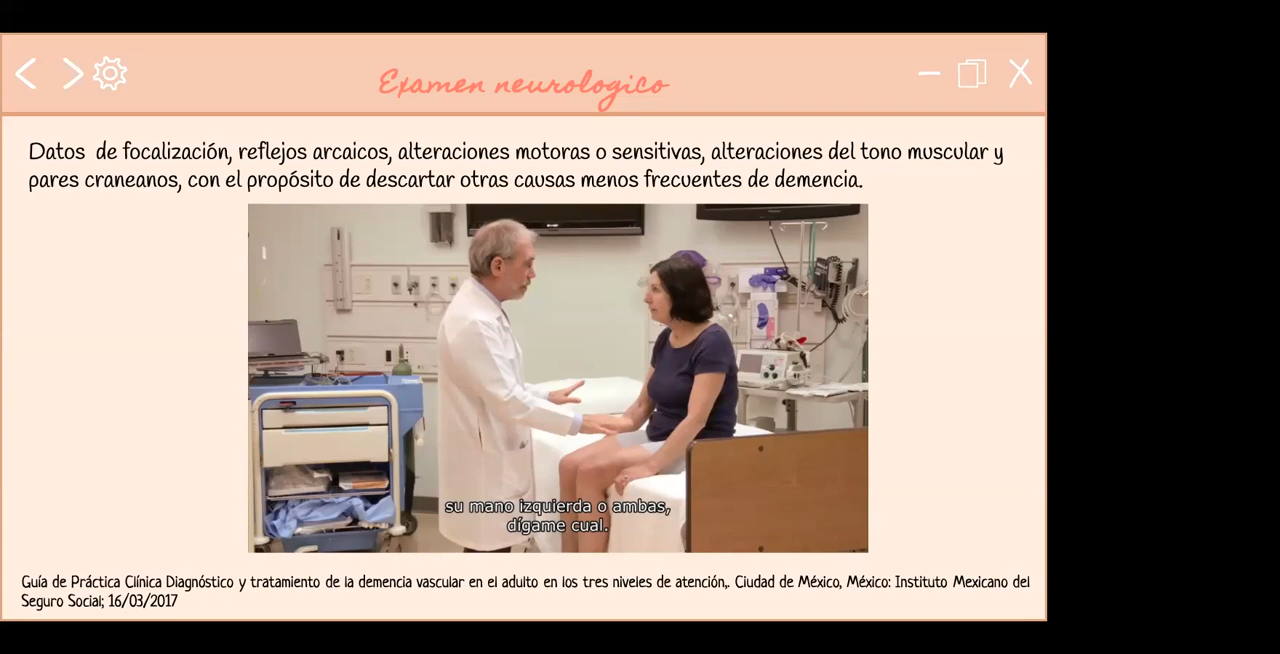 Examen neurologico
Datos de focalización, reflejos arcaicos, alteraciones motoras o sensitivas, alteraciones del tono muscular y
pares craneanos, con el propósito de descartar otras causas menos frecuentes de demencia.
su mano izquierda o ambas,
dígame cual.
Guía de Práctica Clínica Diagnóstico y tratamiento de la demencia vascular en el adulto en los tres niveles de atención,. Ciudad de México, México: Instituto Mexicano del
Seguro Social; 16/03/2017